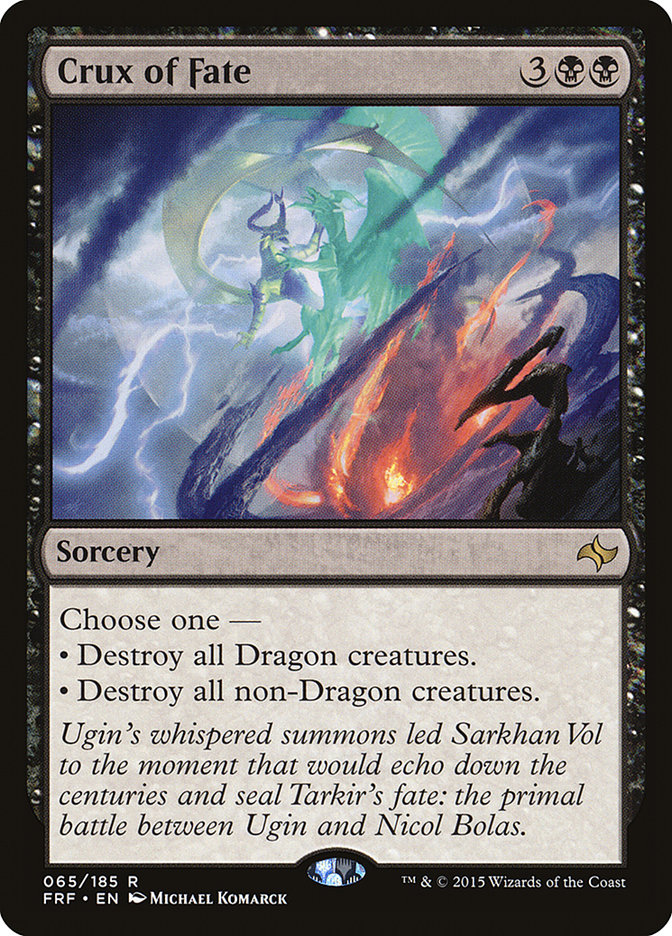 Crux of Fate 3
Sorcery
Choose one —
• Destroy all Dragon creatures.
• Destroy all non-Dragon creatures.
Ugin's whispered summons led Sarkhan Vol
to the moment that would echo down the
centuries and seal Tarkir's fate: the primal
battle between Ugin and Nicol Bolas.
065/185 R
FRF • EN Michael Komarck
™ & © 2015 Wizards of the Coast